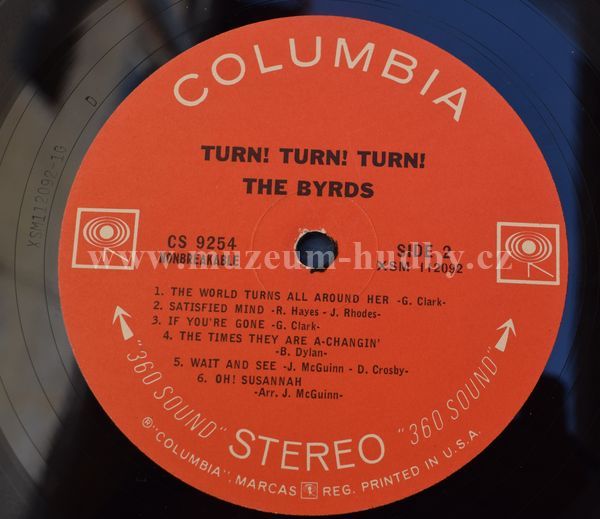 COLUMBIA
TURN! TURN! TURN!
THE BYRDS
CS 9254
NONBREAKABLE
SIDE 2
XSM 112092
www.muzeum-hudby.cz
1. THE WORLD TURNS ALL AROUND HER -G. Clark-
2. SATISFIED MIND -R. Hayes - J. Rhodes-
3. IF YOU'RE GONE -G. Clark-
4. THE TIMES THEY ARE A-CHANGIN'
-B. Dylan-
5. WAIT AND SEE -J. McGuinn - D. Crosby-
6. OH! SUSANNAH
-Arr. J. McGuinn-
"360 SOUND" STEREO "360 SOUND"
® "COLUMBIA", MARCAS REG. PRINTED IN U.S.A.
XSM112092-1G
D